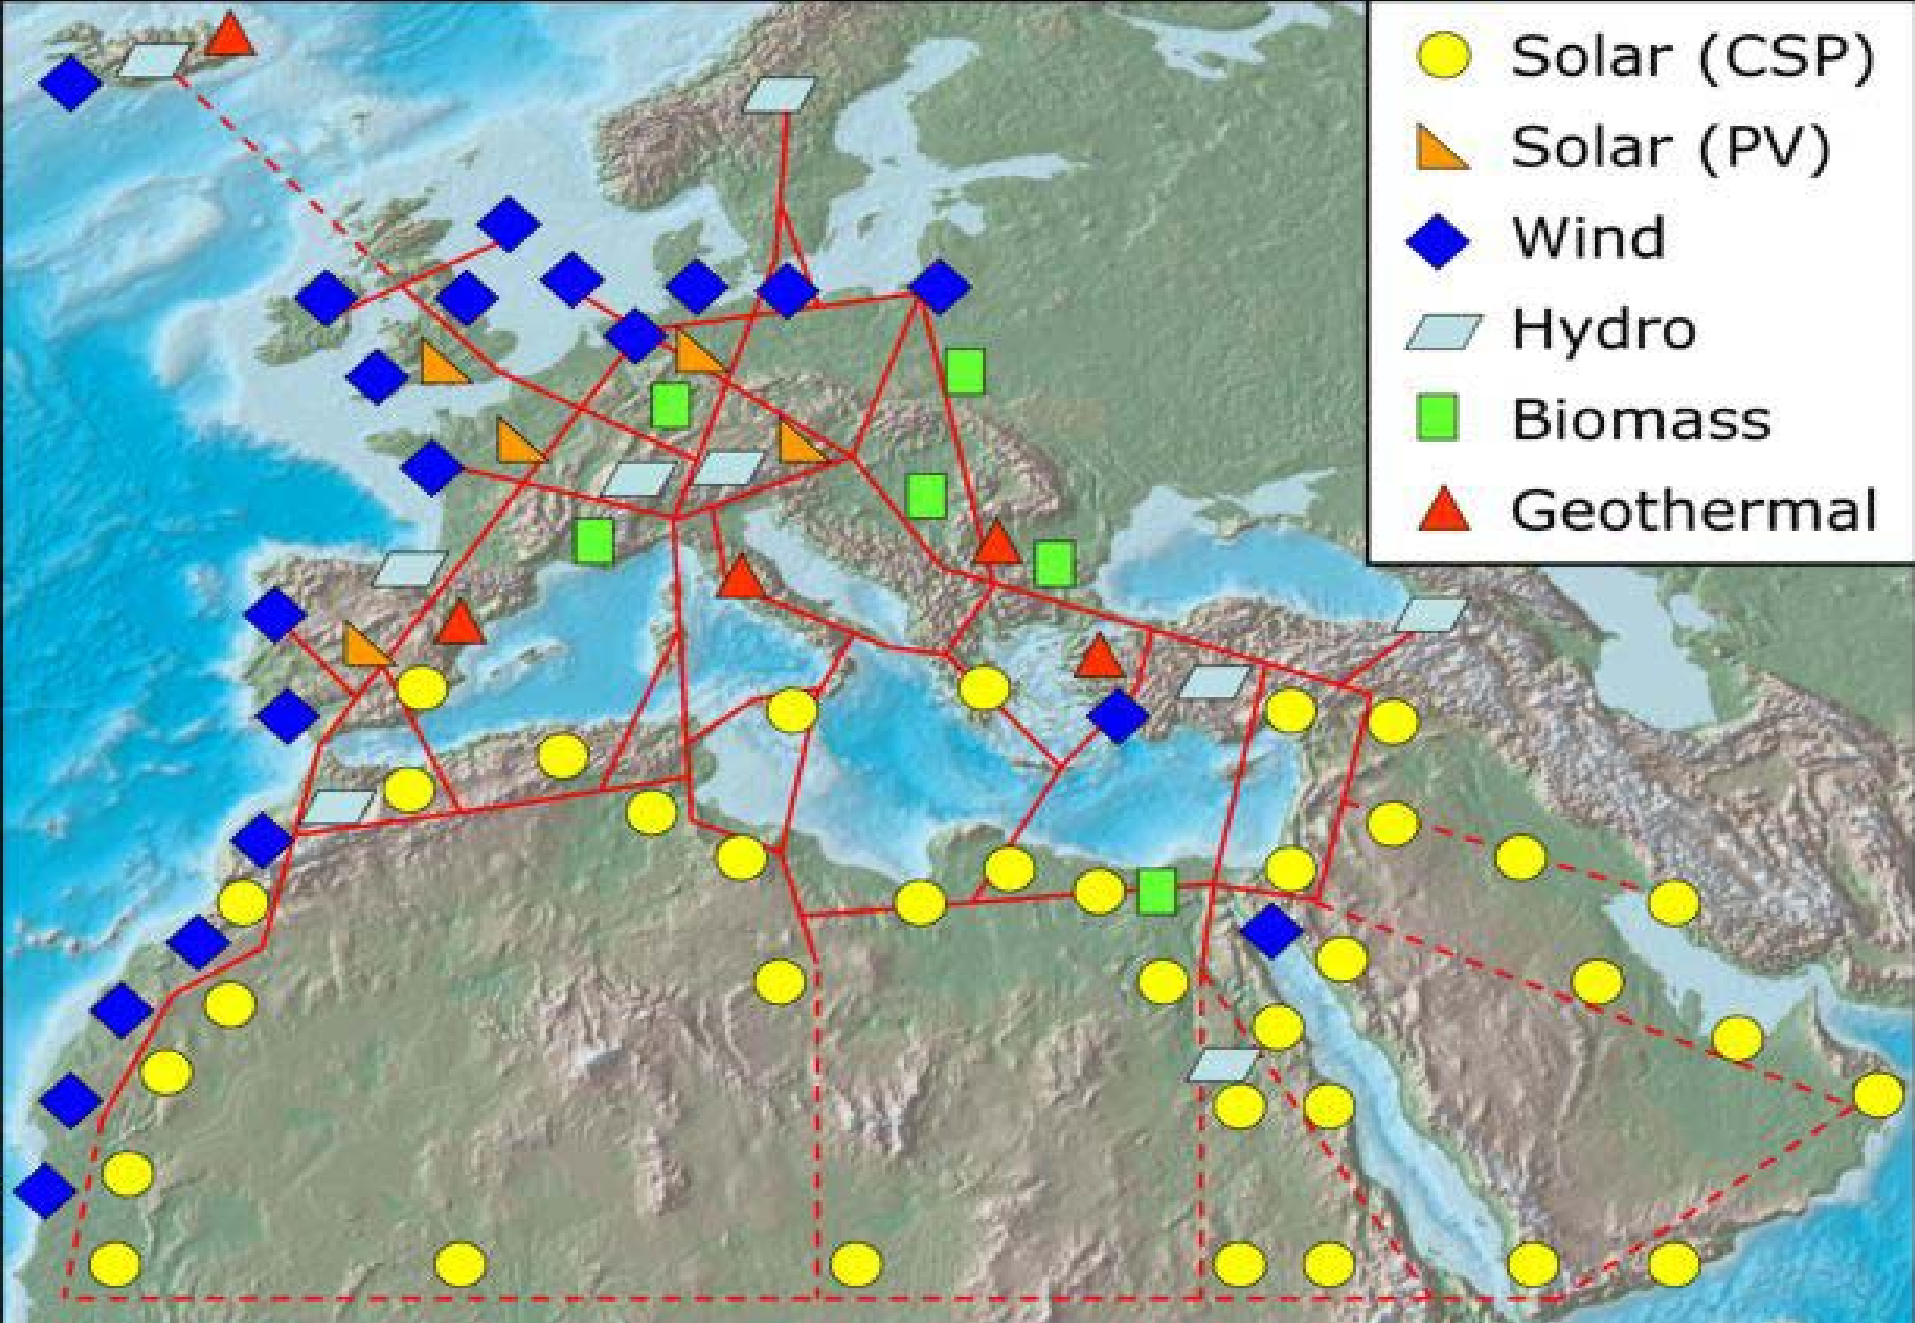 Solar (CSP)
Solar (PV)
Wind
Hydro
Biomass
Geothermal